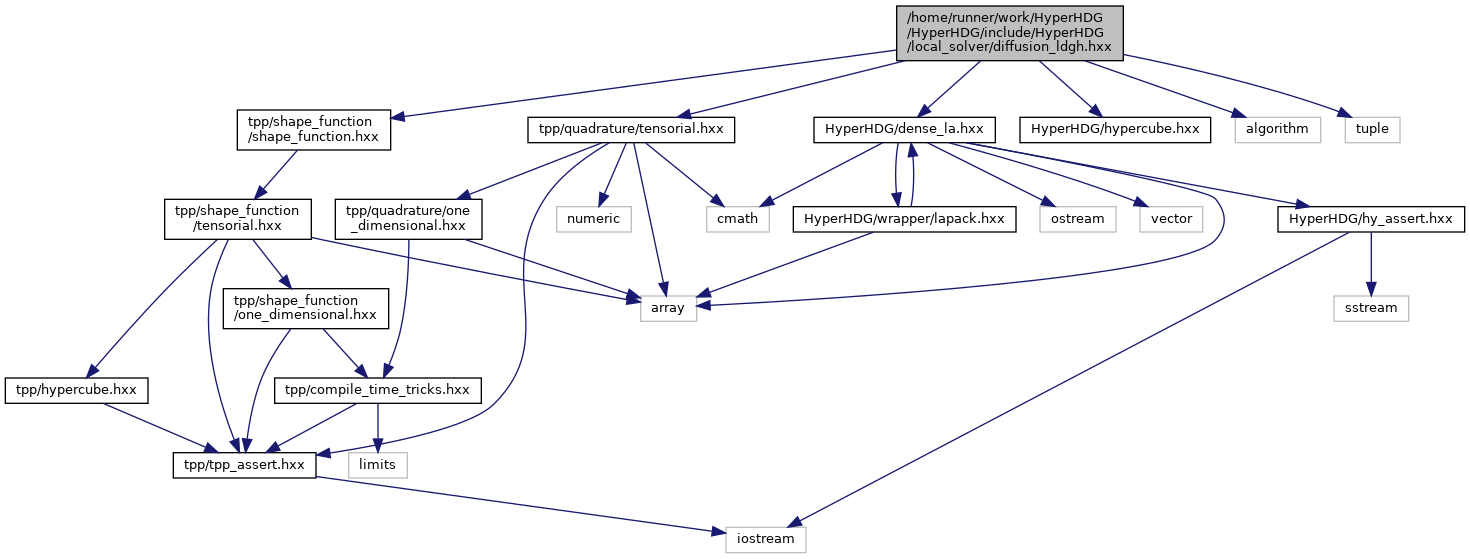 /home/runner/work/HyperHDG
/HyperHDG/include/HyperHDG
/local_solver/diffusion_ldgh.hxx
tpp/shape_function
/shape_function.hxx
tpp/quadrature/tensorial.hxx
HyperHDG/dense_la.hxx
HyperHDG/hypercube.hxx
algorithm
tuple
tpp/shape_function
/tensorial.hxx
tpp/quadrature/one
_dimensional.hxx
numeric
cmath
HyperHDG/wrapper/lapack.hxx
ostream
vector
HyperHDG/hy_assert.hxx
tpp/shape_function
/one_dimensional.hxx
array
sstream
tpp/hypercube.hxx
tpp/compile_time_tricks.hxx
tpp/tpp_assert.hxx
limits
iostream